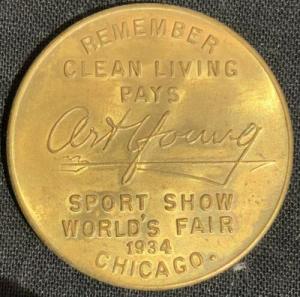 REMEMBER
CLEAN LIVING
PAYS
Art Young
SPORT SHOW
WORLD'S FAIR
1934
CHICAGO.